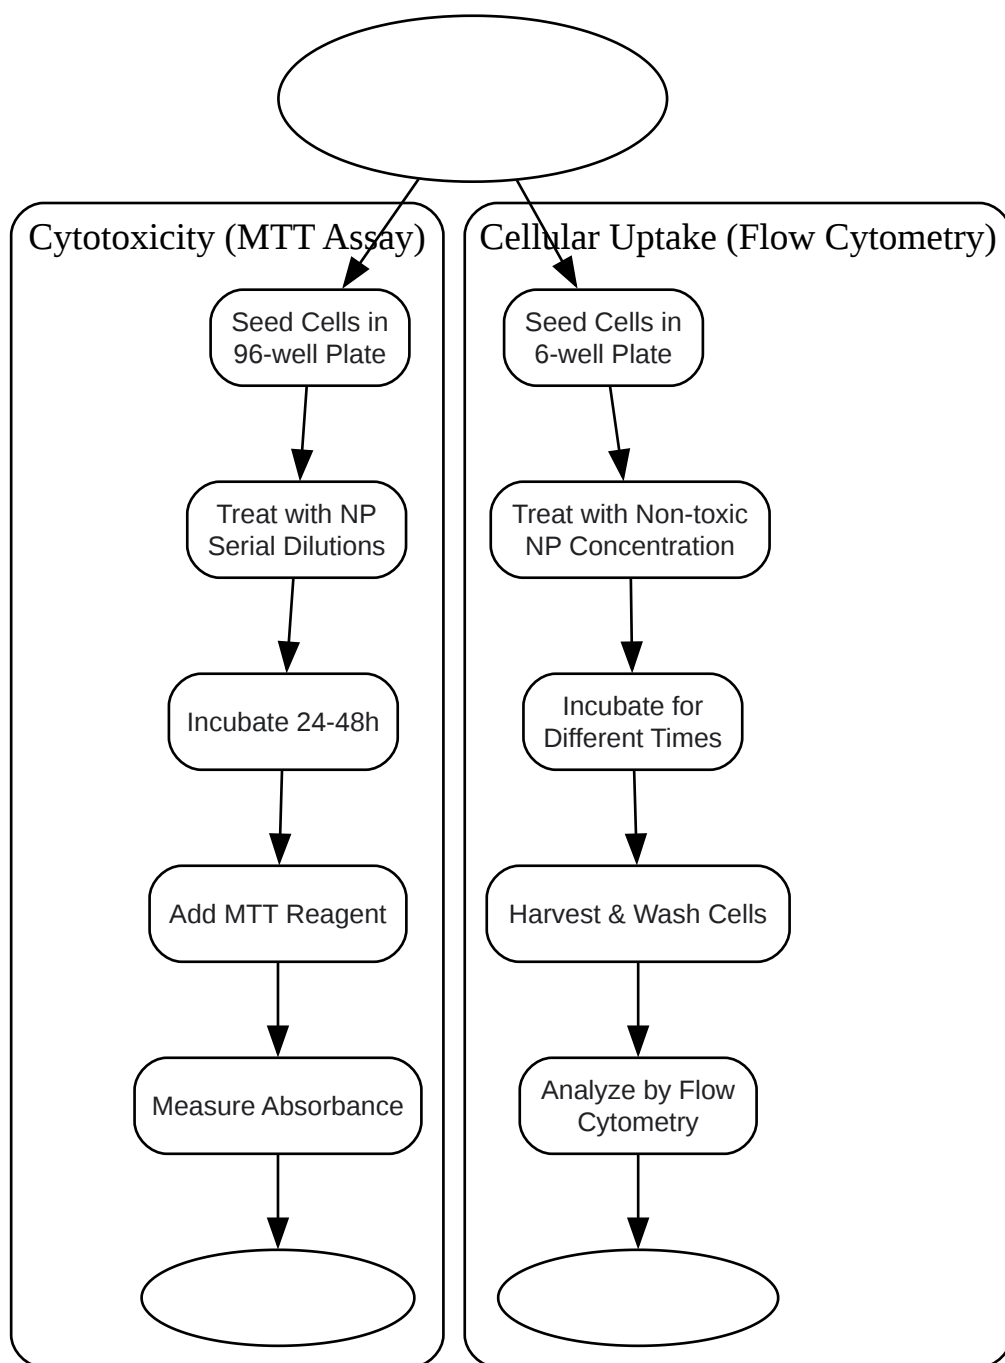 Cytotoxicity (MTT Assay)
Seed Cells in
96-well Plate
Treat with NP
Serial Dilutions
Incubate 24-48h
Add MTT Reagent
Measure Absorbance
Cellular Uptake (Flow Cytometry)
Seed Cells in
6-well Plate
Treat with Non-toxic
NP Concentration
Incubate for
Different Times
Harvest & Wash Cells
Analyze by Flow
Cytometry